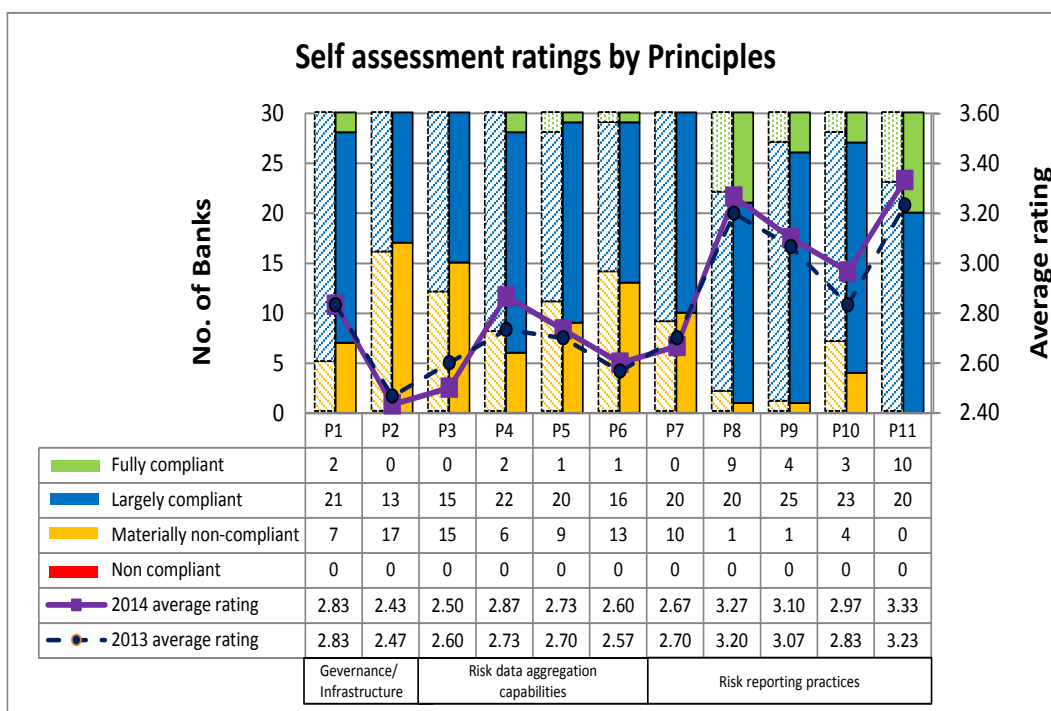 Self assessment ratings by Principles
No. of Banks
30
25
20
15
10
5
0
3.60
3.40
3.20
3.00
2.80
2.60
2.40
Average rating
P1 P2 P3 P4 P5 P6 P7 P8 P9 P10 P11
Fully compliant 2 0 0 2 1 1 0 9 4 3 10
Largely compliant 21 13 15 22 20 16 20 20 25 23 20
Materially non-compliant 7 17 15 6 9 13 10 1 1 4 0
Non compliant 0 0 0 0 0 0 0 0 0 0 0
2014 average rating 2.83 2.43 2.50 2.87 2.73 2.60 2.67 3.27 3.10 2.97 3.33
2013 average rating 2.83 2.47 2.60 2.73 2.70 2.57 2.70 3.20 3.07 2.83 3.23
Gevernance/
Infrastructure
Risk data aggregation
capabilities
Risk reporting practices